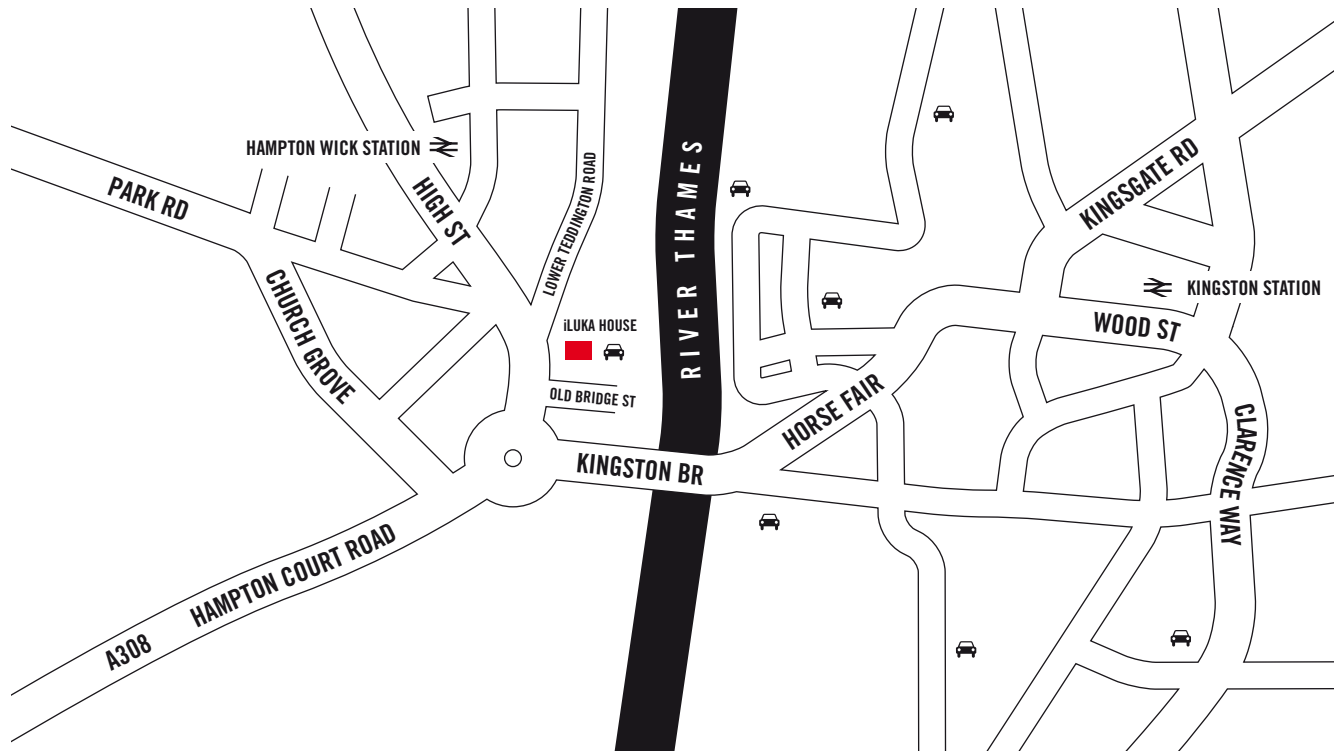 HAMPTON WICK STATION
PARK RD
HIGH ST
LOWER TEDDINGTON ROAD
RIVER THAMES
KINGSGATE RD
CHURCH GROVE
KINGSTON STATION
iLUKA HOUSE
WOOD ST
OLD BRIDGE ST
HORSE FAIR
CLARENCE WAY
KINGSTON BR
HAMPTON COURT ROAD
A308